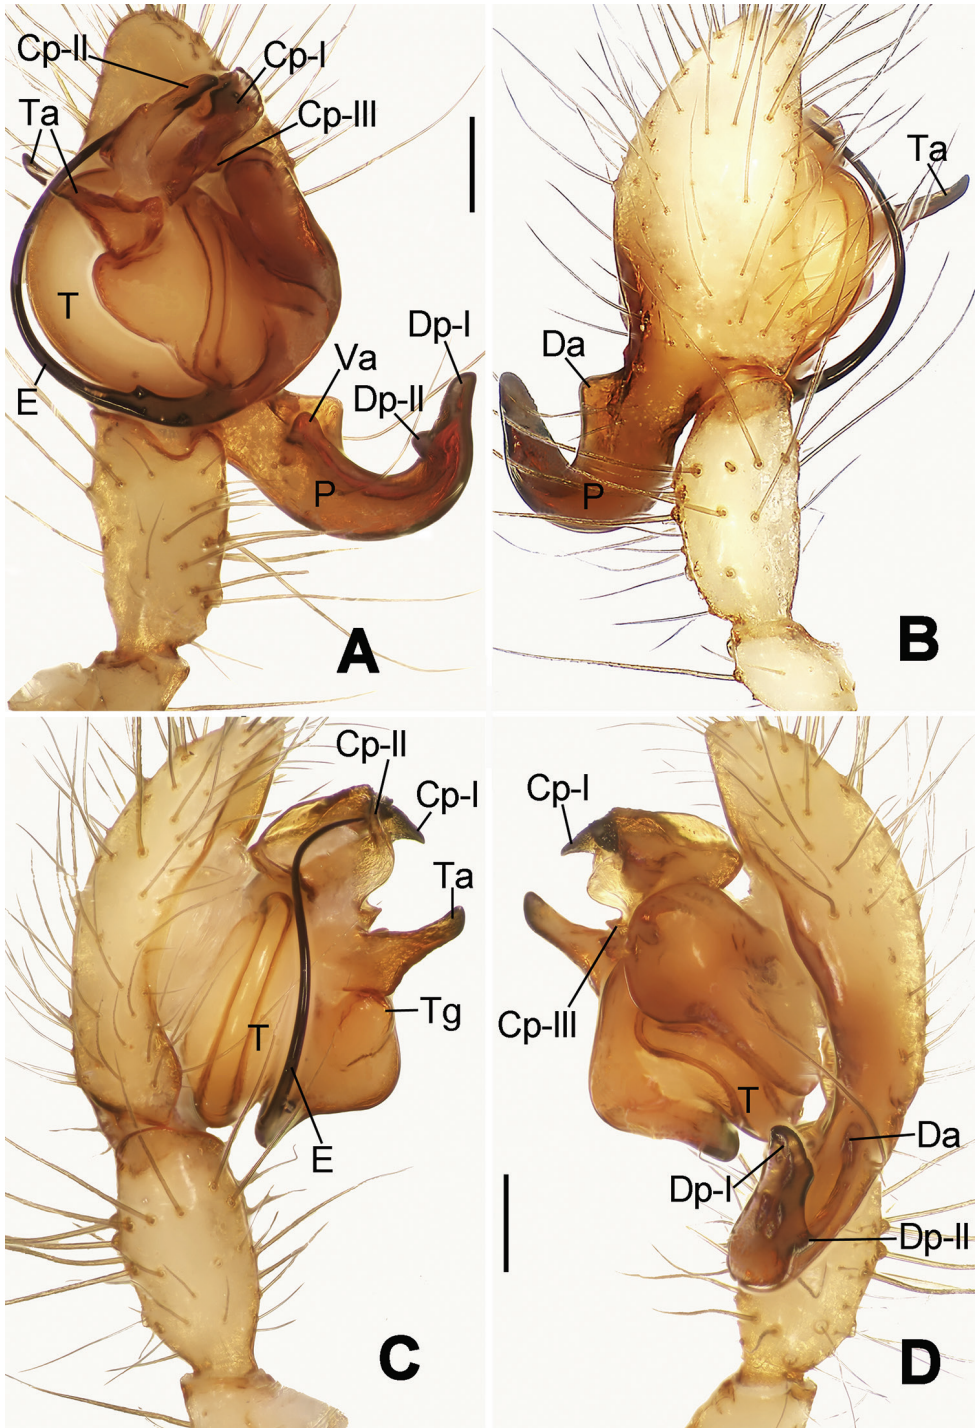 Cp-II
Cp-I
Ta
Cp-III
T
E
Va
Dp-I
Dp-II
P
A
Ta
Da
P
B
Cp-II
Cp-I
Ta
Tg
T
E
C
Cp-I
Cp-III
T
Da
Dp-I
Dp-II
D